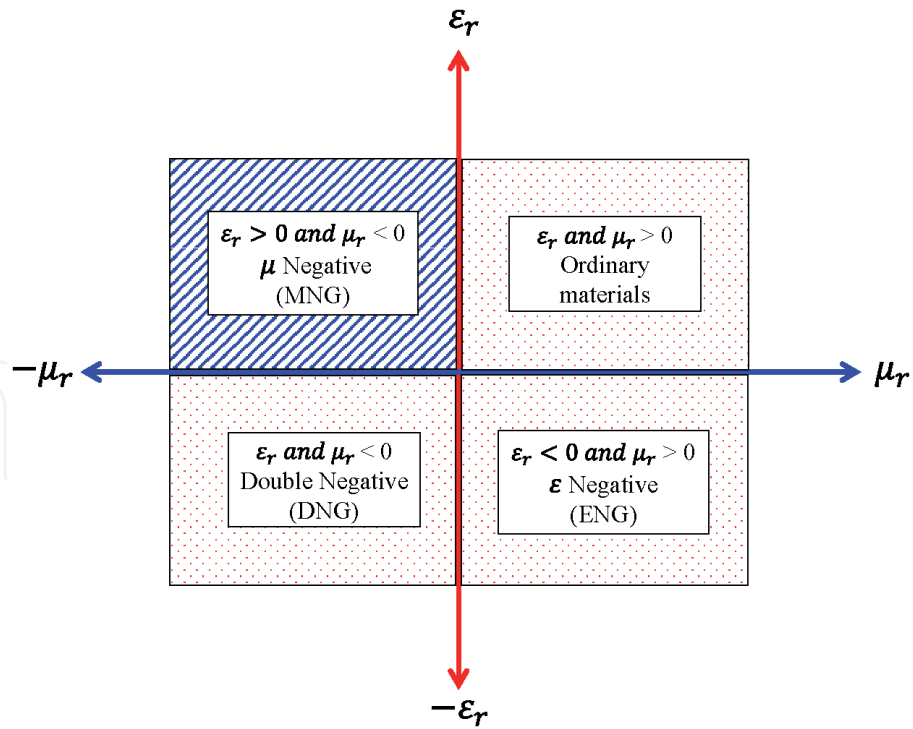 εᵣ
εᵣ > 0 and μᵣ < 0
μ Negative
(MNG)
εᵣ and μᵣ > 0
Ordinary
materials
−μᵣ
μᵣ
εᵣ and μᵣ < 0
Double Negative
(DNG)
εᵣ < 0 and μᵣ > 0
ε Negative
(ENG)
−εᵣ